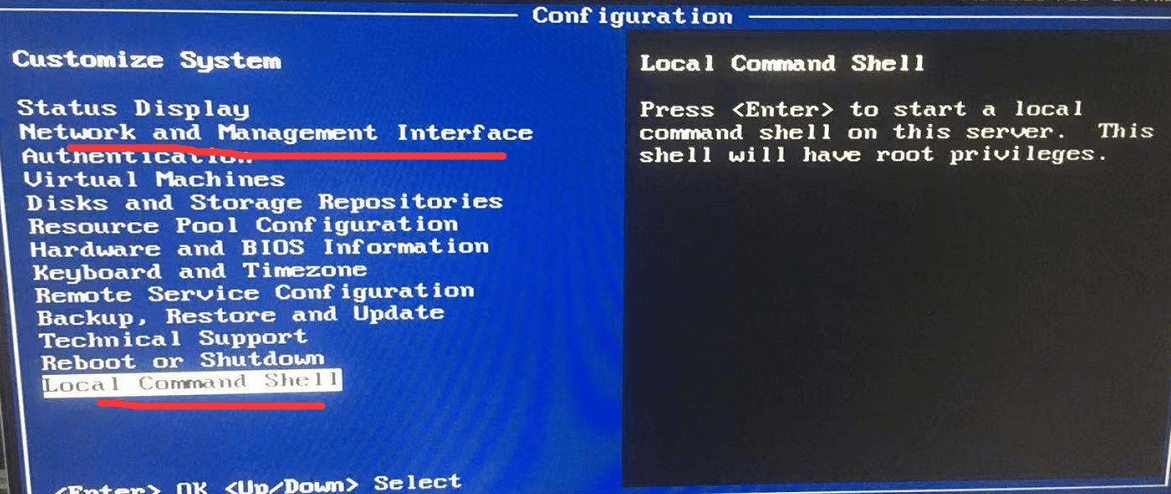 Configuration
Customize System
Status Display
Network and Management Interface
Authentication
Virtual Machines
Disks and Storage Repositories
Resource Pool Configuration
Hardware and BIOS Information
Keyboard and Timezone
Remote Service Configuration
Backup, Restore and Update
Technical Support
Reboot or Shutdown
Local Command Shell
<Enter> OK <Up/Down> Select
Local Command Shell
Press <Enter> to start a local
command shell on this server. This
shell will have root privileges.